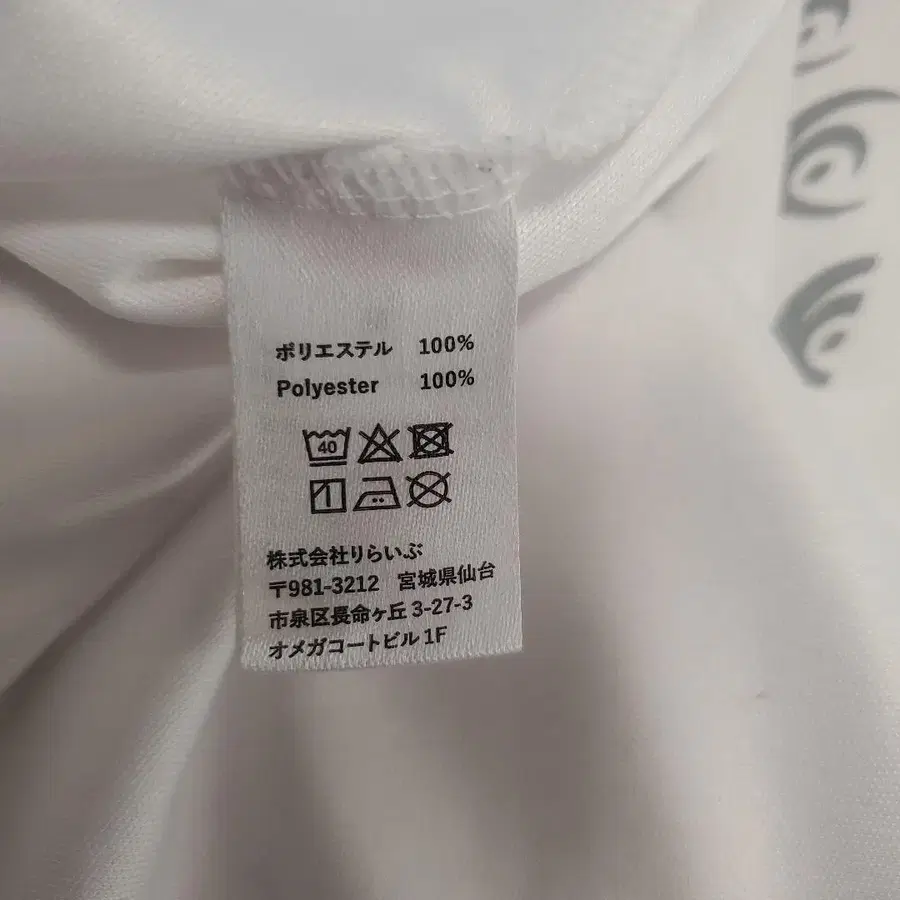 ポリエステル 100%
Polyester 100%
40
株式会社りらいぶ
〒981-3212 宮城県仙台
市泉区長命ヶ丘 3-27-3
オメガコートビル 1F